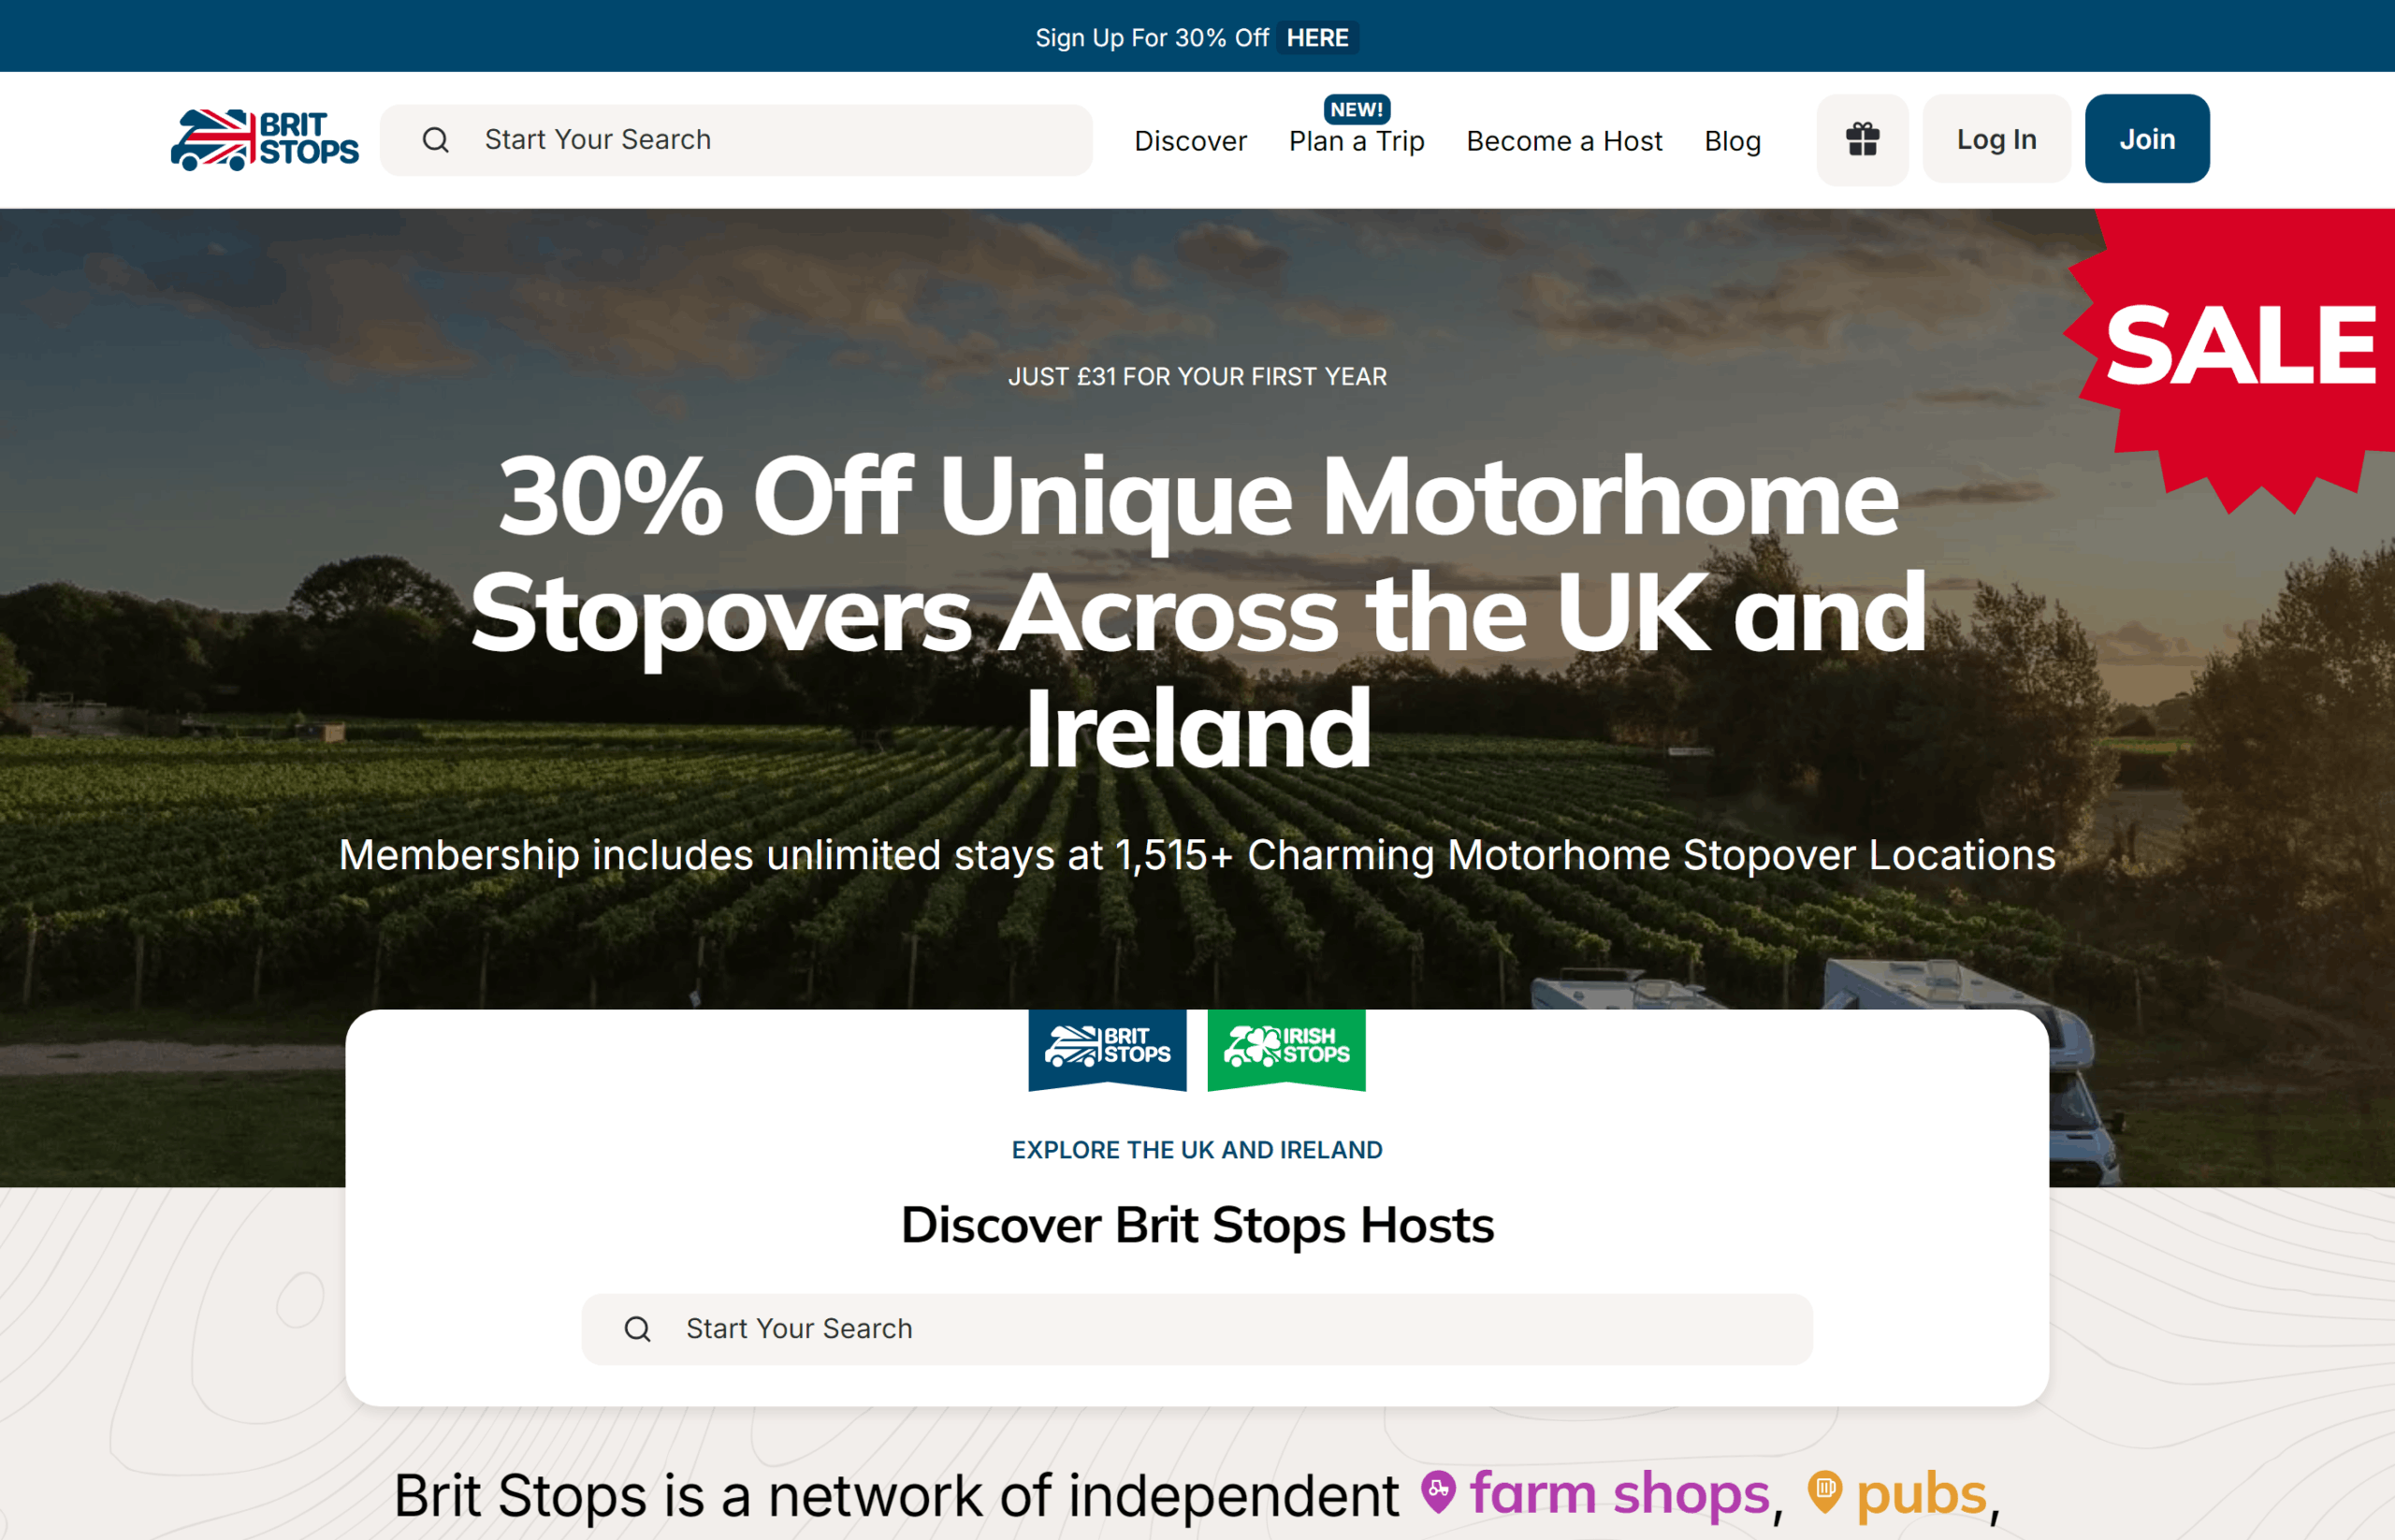 Sign Up For 30% Off HERE
BRIT
STOPS
Start Your Search
Discover
NEW!
Plan a Trip
Become a Host
Blog
Log In
Join
SALE
JUST £31 FOR YOUR FIRST YEAR
30% Off Unique Motorhome
Stopovers Across the UK and
Ireland
Membership includes unlimited stays at 1,515+ Charming Motorhome Stopover Locations
BRIT
STOPS
IRISH
STOPS
EXPLORE THE UK AND IRELAND
Discover Brit Stops Hosts
Start Your Search
Brit Stops is a network of independent farm shops, pubs,